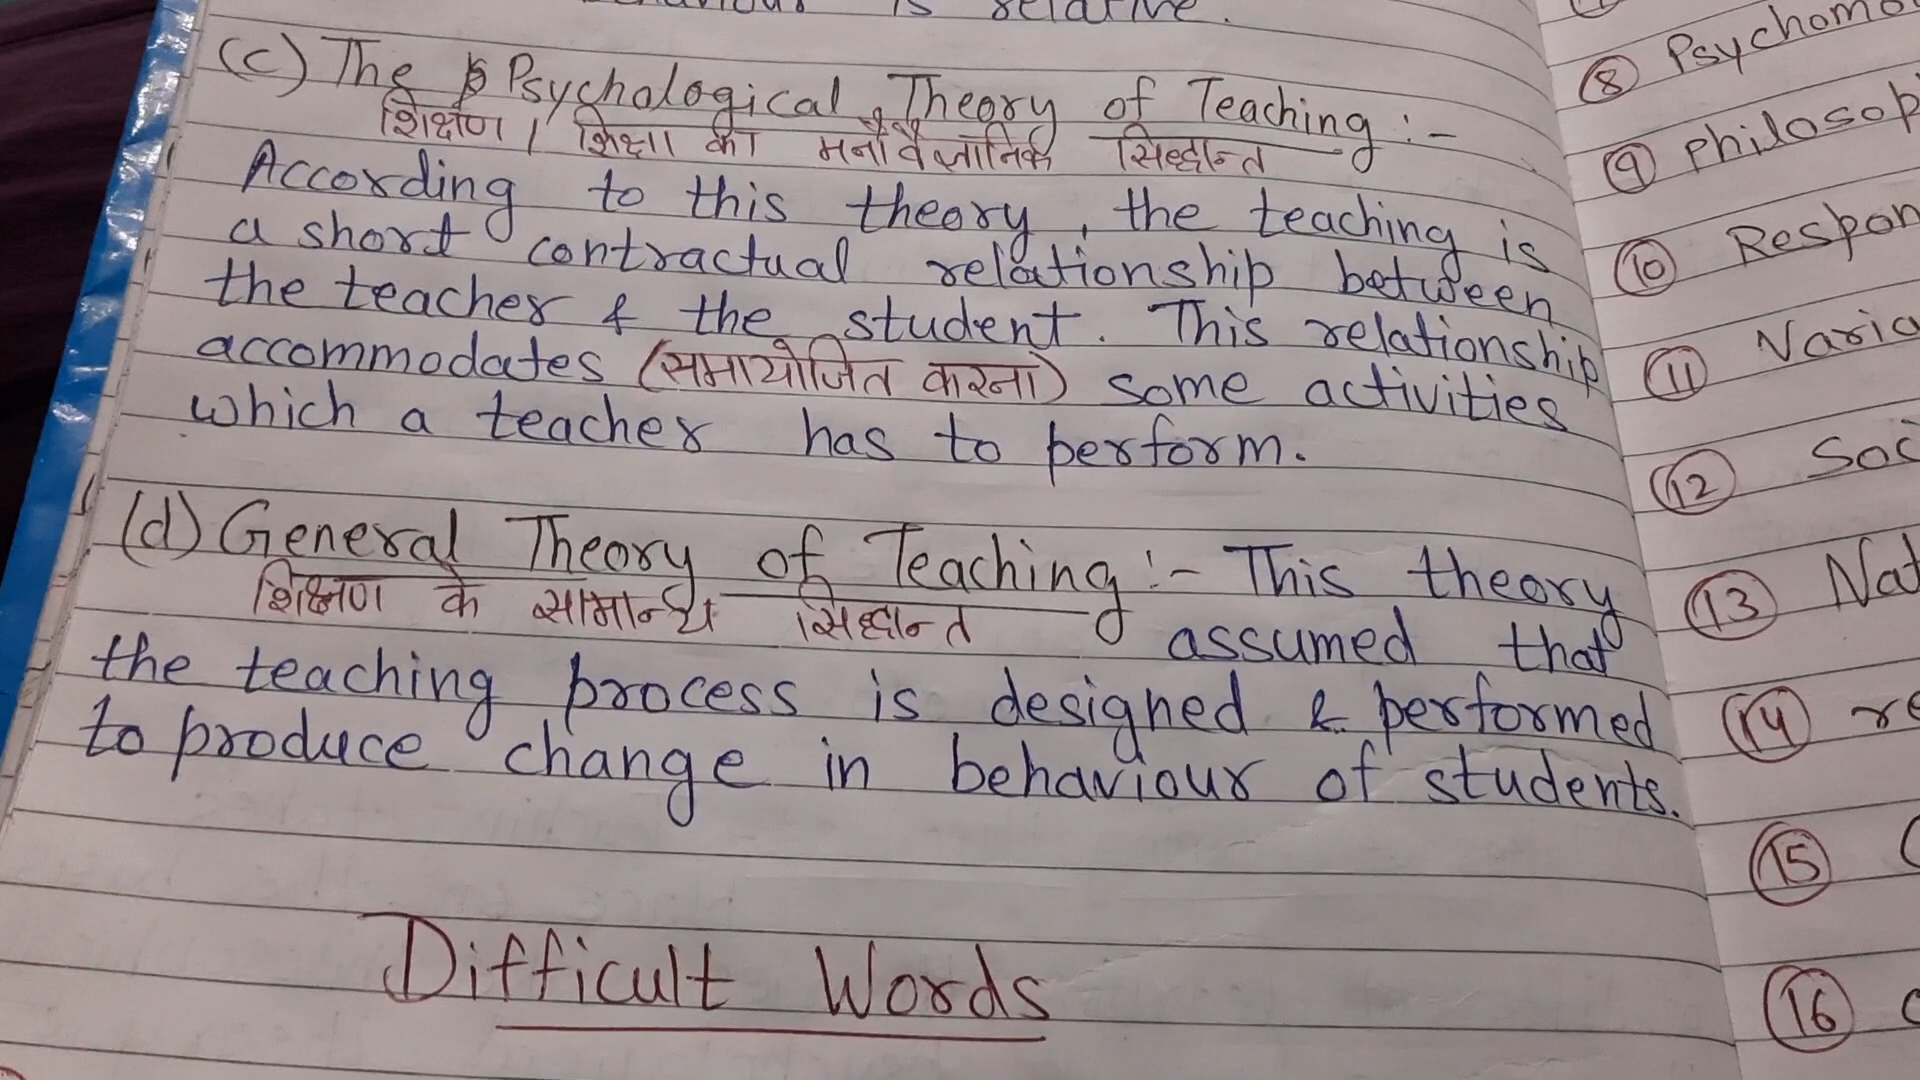 is relative.
(c) The Psychological Theory of Teaching :-
शिक्षण / शिक्षा का मनोवैज्ञानिक सिद्धान्त
According to this theory, the teaching is
a short contractual relationship between
the teacher & the student. This relationship
accommodates (समायोजित करना) some activities
which a teacher has to perform.
(d) General Theory of Teaching :- This theory
शिक्षण के सामान्य सिद्धान्त
assumed that
the teaching process is designed & performed
to produce change in behaviour of students.
Difficult Words
8 Psychomo
9 Philosop
10 Respon
11 Varia
12 Soc
13 Nat
14 re
15
16